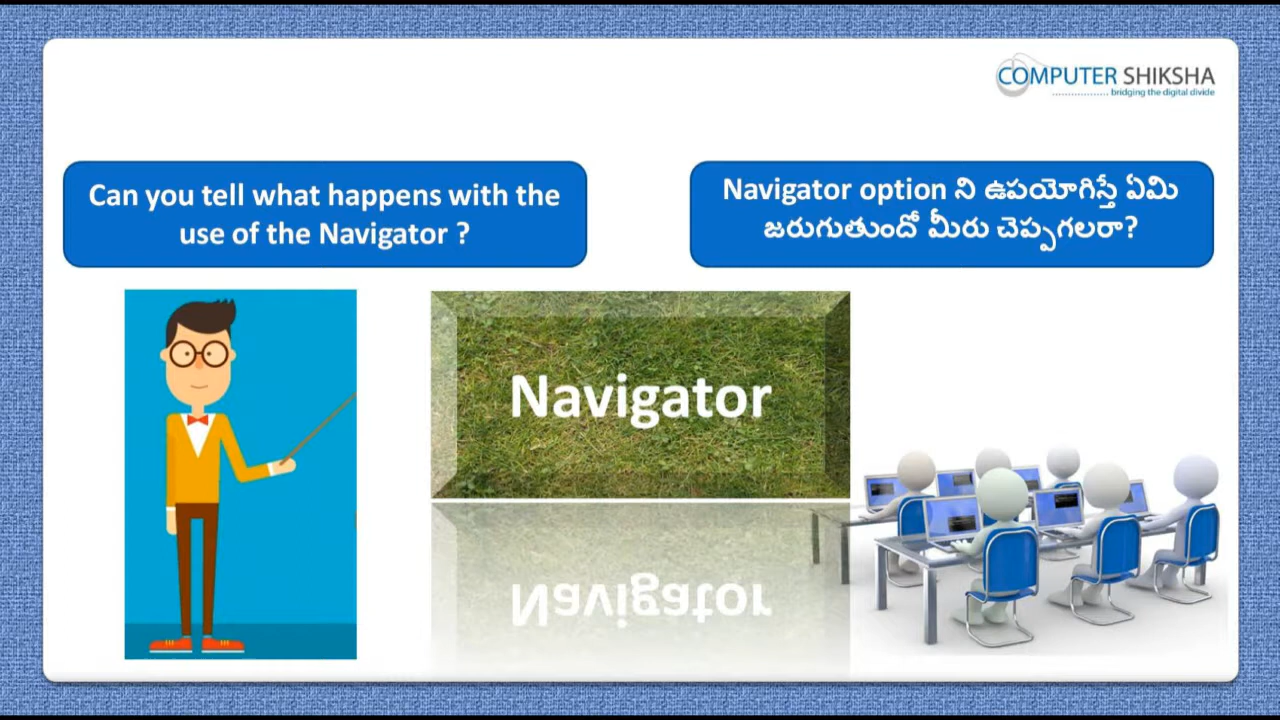 COMPUTER SHIKSHA
bridging the digital divide
Can you tell what happens with the
use of the Navigator ?
Navigator option ని ఉపయోగిస్తే ఏమి
జరుగుతుందో మీరు చెప్పగలరా?
Navigator
Navigator